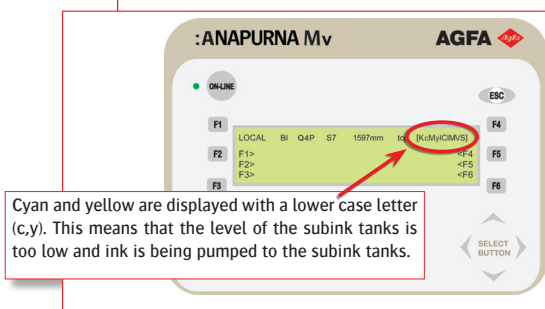 :ANAPURNA Mv AGFA
ON-LINE
ESC
F1 F4
LOCAL BI Q4P S7 1597mm to [KcMyICIMVS]
F2 F1> <F4 F5
F2> <F5
F3 F3> <F6 F6
Cyan and yellow are displayed with a lower case letter
(c,y). This means that the level of the subink tanks is
too low and ink is being pumped to the subink tanks.
SELECT
BUTTON